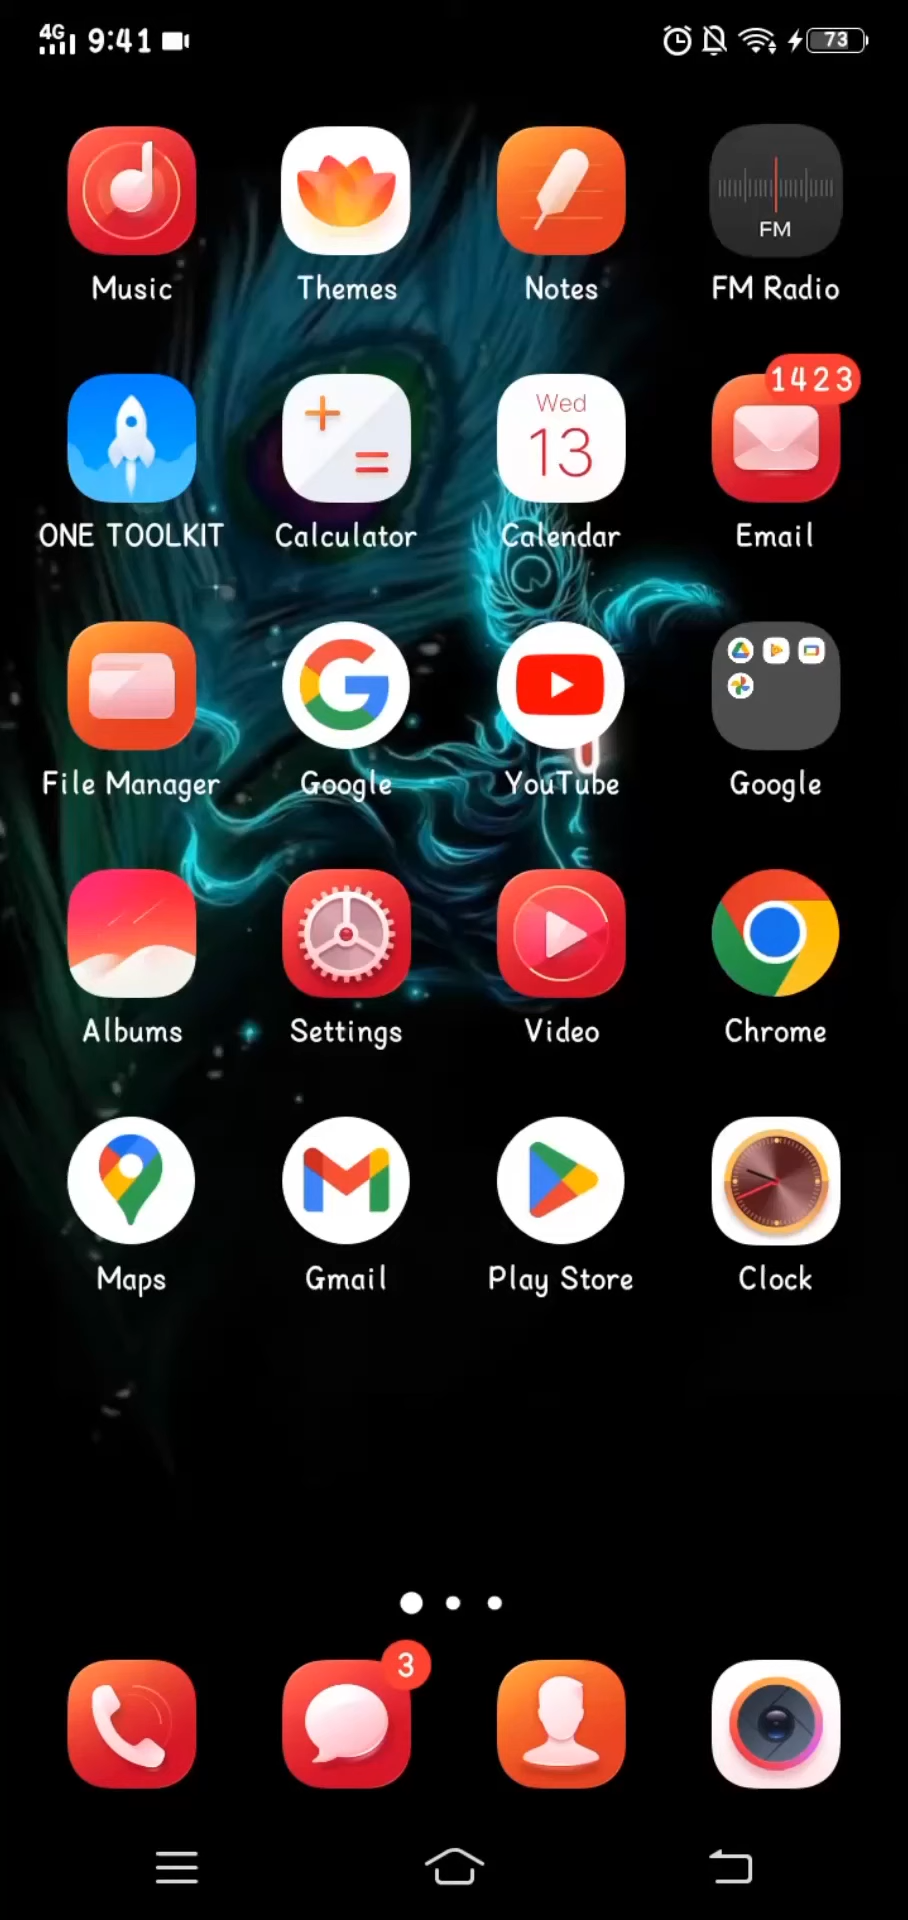 4G 9:41 73
Music Themes Notes FM FM Radio
1423
Wed
13
ONE TOOLKIT Calculator Calendar Email
File Manager Google YouTube Google
Albums Settings Video Chrome
Maps Gmail Play Store Clock
3